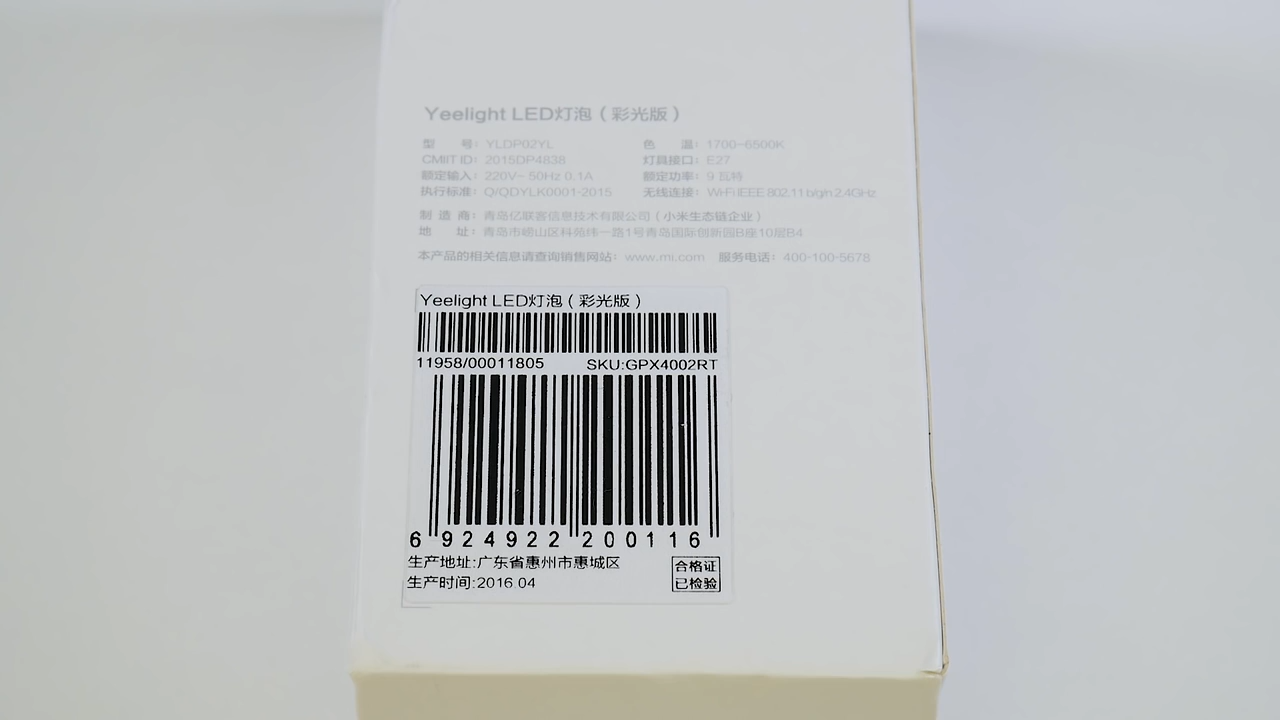 Yeelight LED灯泡（彩光版）
型 号：YLDP02YL 色 温：1700-6500K
CMIIT ID：2015DP4838 灯具接口：E27
额定输入：220V~ 50Hz 0.1A 额定功率：9 瓦特
执行标准：Q/QDYLK0001-2015 无线连接：Wi-Fi IEEE 802.11 b/g/n 2.4GHz
制 造 商：青岛亿联客信息技术有限公司（小米生态链企业）
地 址：青岛市崂山区科苑纬一路1号青岛国际创新园B座10层B4
本产品的相关信息请查询销售网站：www.mi.com 服务电话：400-100-5678
Yeelight LED灯泡（彩光版）
11958/00011805 SKU:GPX4002RT
6 924922 200116
生产地址:广东省惠州市惠城区
生产时间:2016.04
合格证
已检验